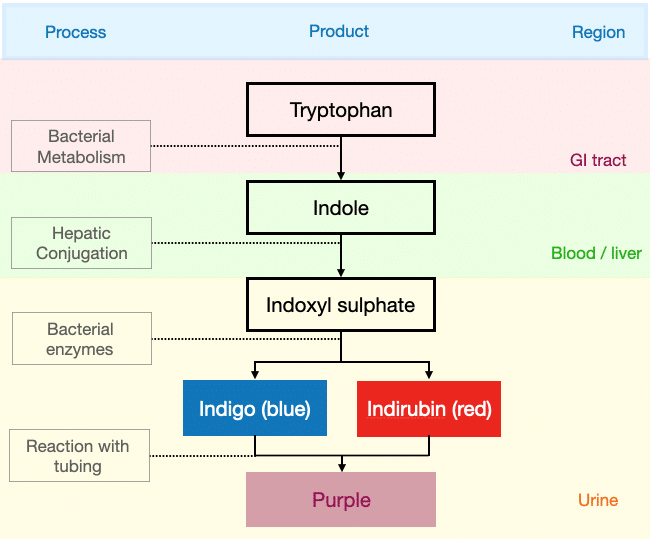 Process
Product
Region
Tryptophan
Bacterial
Metabolism
GI tract
Indole
Hepatic
Conjugation
Blood / liver
Indoxyl sulphate
Bacterial
enzymes
Indigo (blue)
Indirubin (red)
Reaction with
tubing
Purple
Urine